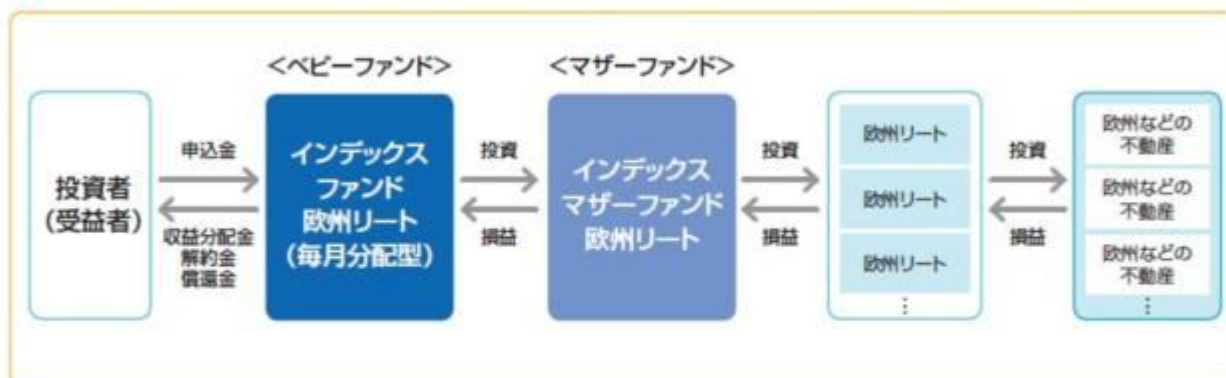 <ベビーファンド>
<マザーファンド>
投資者
(受益者)
申込金
収益分配金
解約金
償還金
インデックス
ファンド
欧州リート
(毎月分配型)
投資
損益
インデックス
マザーファンド
欧州リート
投資
損益
欧州リート
欧州リート
欧州リート
⋮
投資
損益
欧州などの
不動産
欧州などの
不動産
欧州などの
不動産
⋮